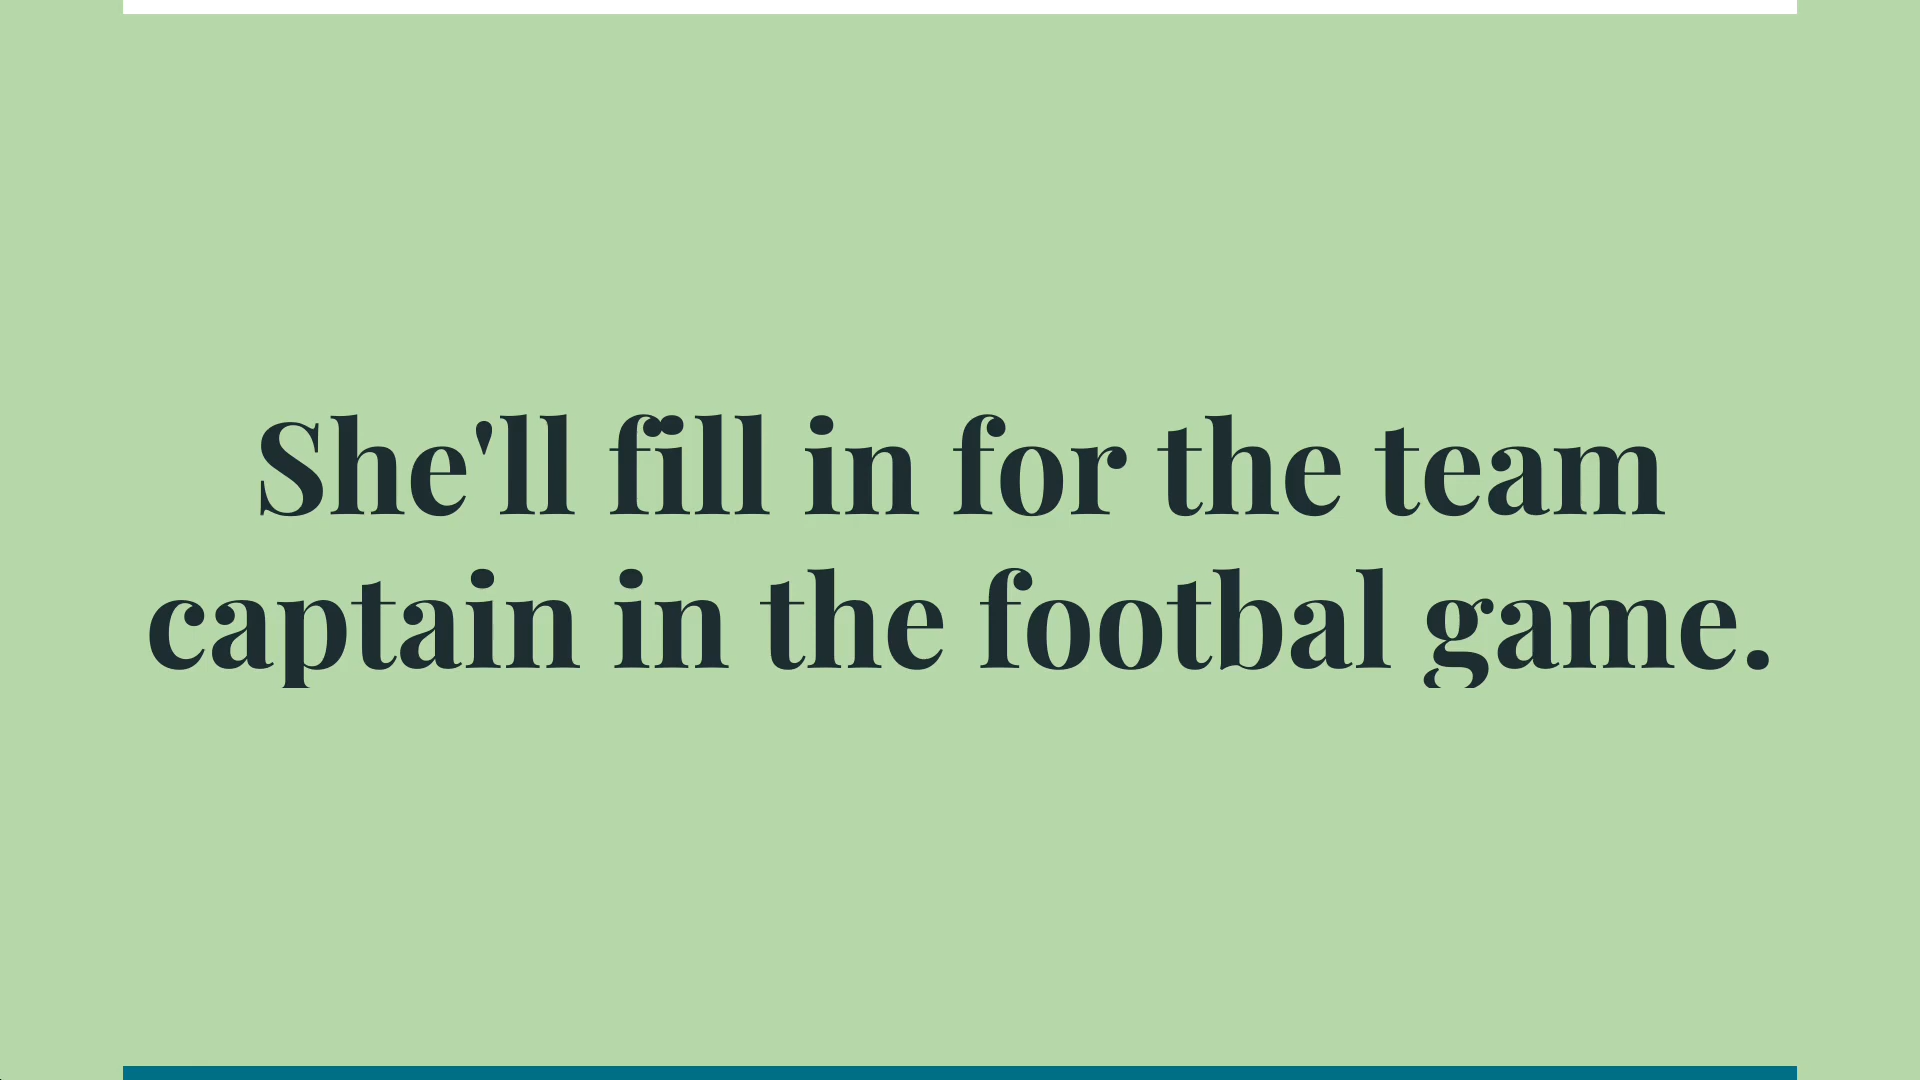 She'll fill in for the team
captain in the footbal game.